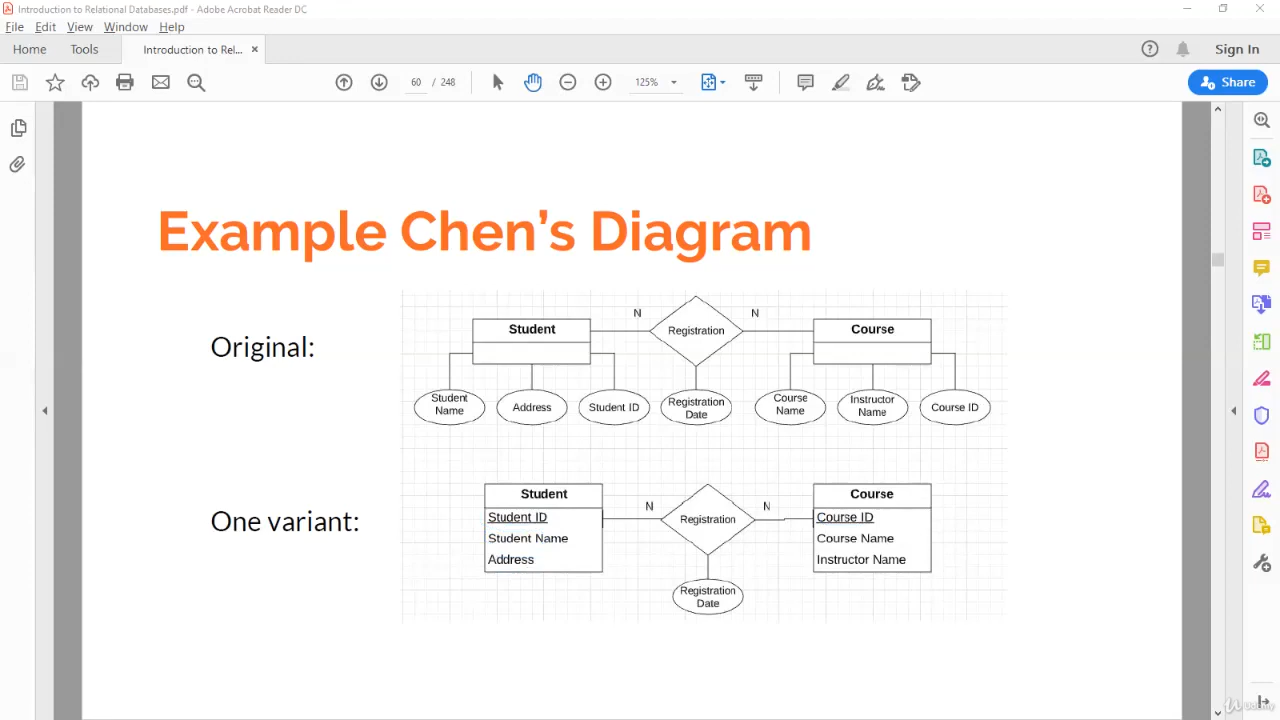 Introduction to Relational Databases.pdf - Adobe Acrobat Reader DC
File Edit View Window Help
Home Tools Introduction to Rel... × Sign In
60 / 248 125% Share
Example Chen's Diagram
Original:
N N
Student Registration Course
Student Name
Address
Student ID
Registration Date
Course Name
Instructor Name
Course ID
One variant:
N N
Student Registration Course
Student ID
Student Name
Address
Course ID
Course Name
Instructor Name
Registration
Date
Udemy